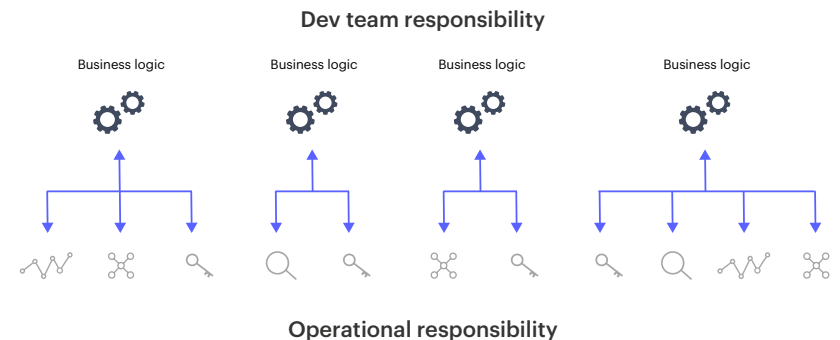 Dev team responsibility
Business logic
Business logic
Business logic
Business logic
Operational responsibility